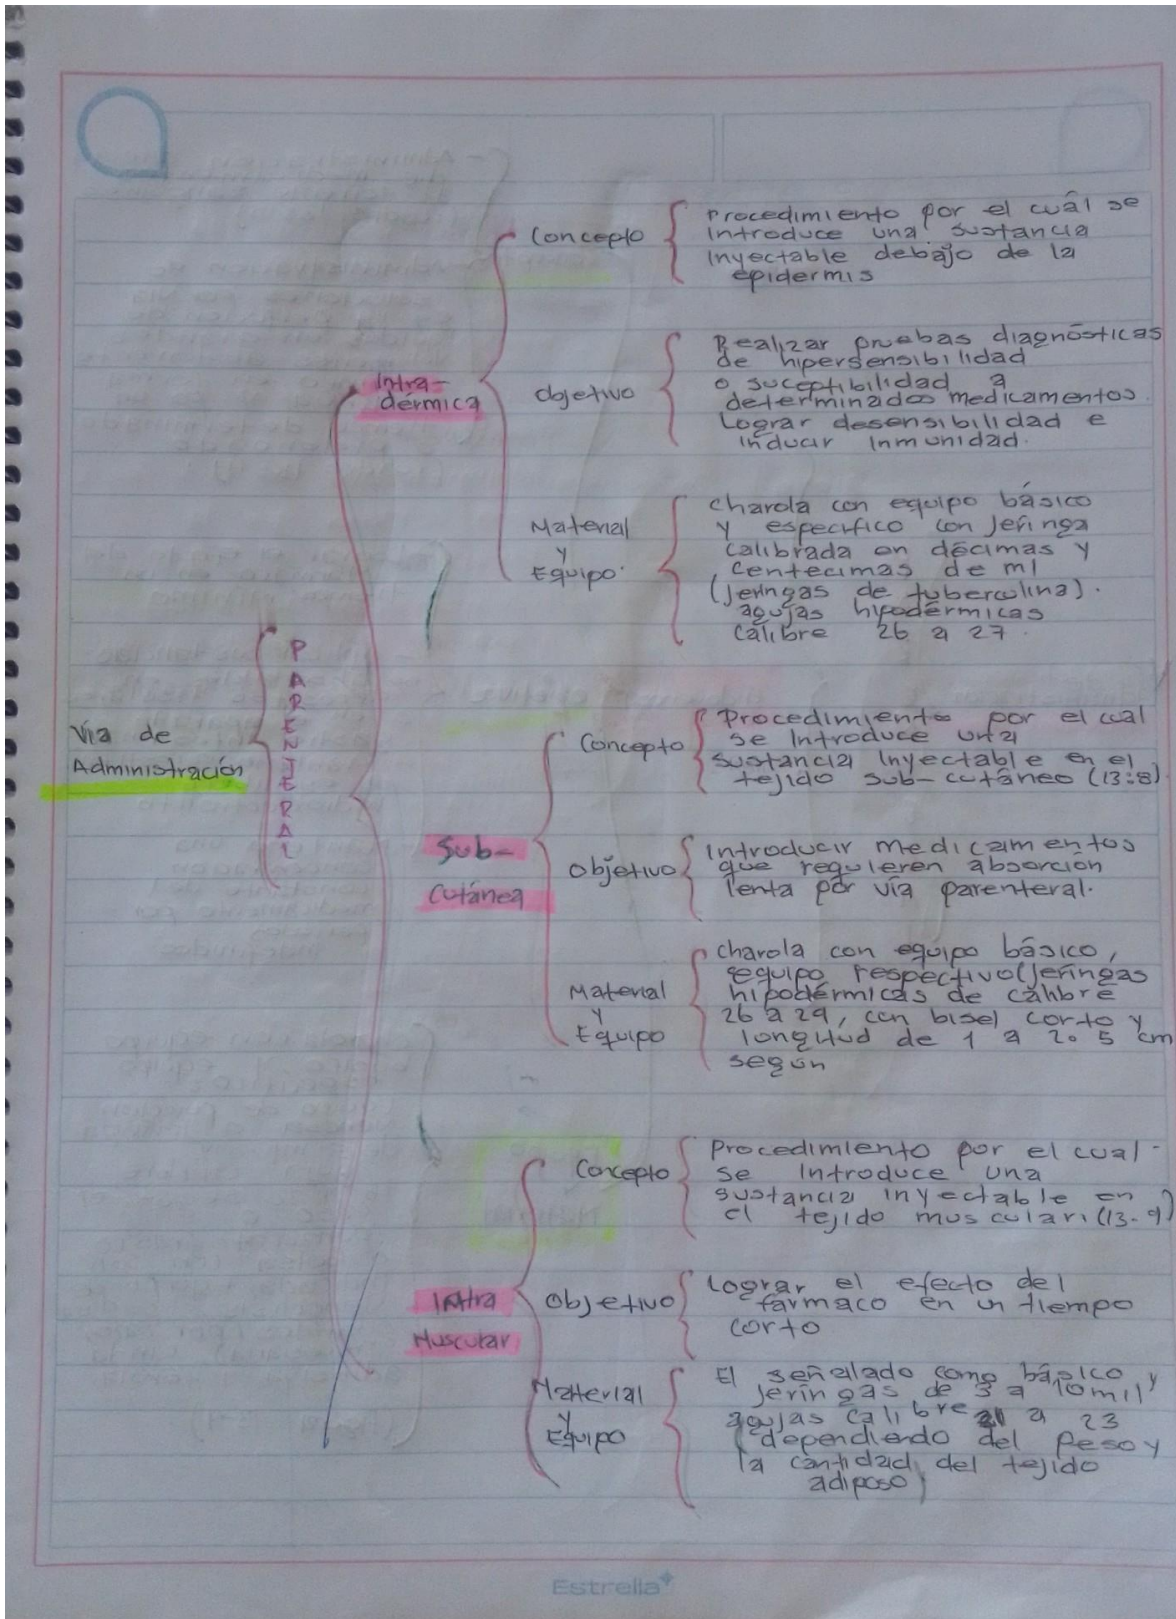 Vía de
Administración
PARENTERAL
Intra-
dérmica
Concepto
Procedimiento por el cuál se
introduce una sustancia
inyectable debajo de la
epidermis
Objetivo
Realizar pruebas diagnósticas
de hipersensibilidad
o suceptibilidad a
determinados medicamentos.
Lograr desensibilidad e
inducir inmunidad.
Material
y
Equipo.
charola con equipo básico
y especifico con Jeringa
calibrada en décimas y
centecimas de ml
(Jeringas de tuberculina).
agujas hipodérmicas
calibre 26 a 27.
Sub-
cutánea
Concepto
Procedimiento por el cual
se introduce una
sustancia inyectable en el
tejido sub-cutáneo (13:8)
Objetivo
Introducir medicamentos
que requieren absorción
lenta por vía parenteral.
Material
y
Equipo
charola con equipo básico,
equipo respectivo (Jeringas
hipodérmicas de calibre
26 a 29, con bisel corto y
longitud de 1 a 2.5 cm
según
Intra
Muscular
Concepto
Procedimiento por el cual
se introduce una
sustancia inyectable en
el tejido muscular. (13-9)
Objetivo
Lograr el efecto del
fármaco en un tiempo
corto
Material
y
Equipo
El señalado como básico y
jeringas de 3 a 10 mil
agujas calibre a 23
(dependiendo del peso y
la cantidad del tejido
adiposo)
Estrella